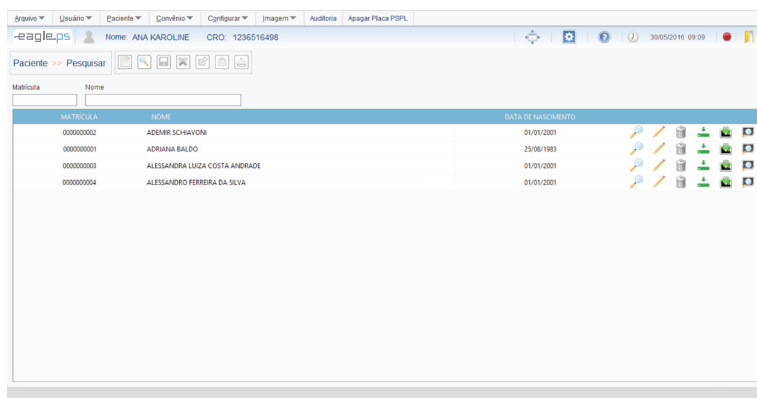 Arquivo Usuário Paciente Convênio Configurar Imagem Auditoria Apagar Placa PSPL
eagle.ps Nome: ANA KAROLINE CRO: 1236516498 30/05/2016 09:09
Paciente >> Pesquisar
Matrícula Nome
MATRÍCULA NOME DATA DE NASCIMENTO
0000000002 ADEMIR SCHIAVONI 01/01/2001
0000000001 ADRIANA BALDO 25/08/1983
0000000003 ALESSANDRA LUIZA COSTA ANDRADE 01/01/2001
0000000004 ALESSANDRO FERREIRA DA SILVA 01/01/2001